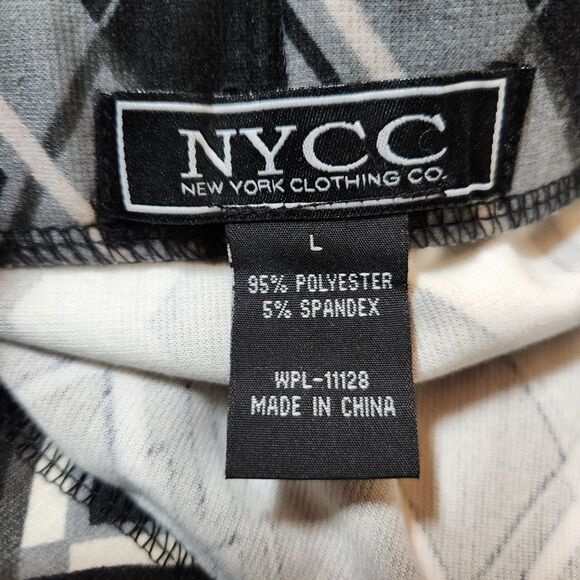 NYCC
NEW YORK CLOTHING CO.
L
95% POLYESTER
5% SPANDEX
WPL-11128
MADE IN CHINA